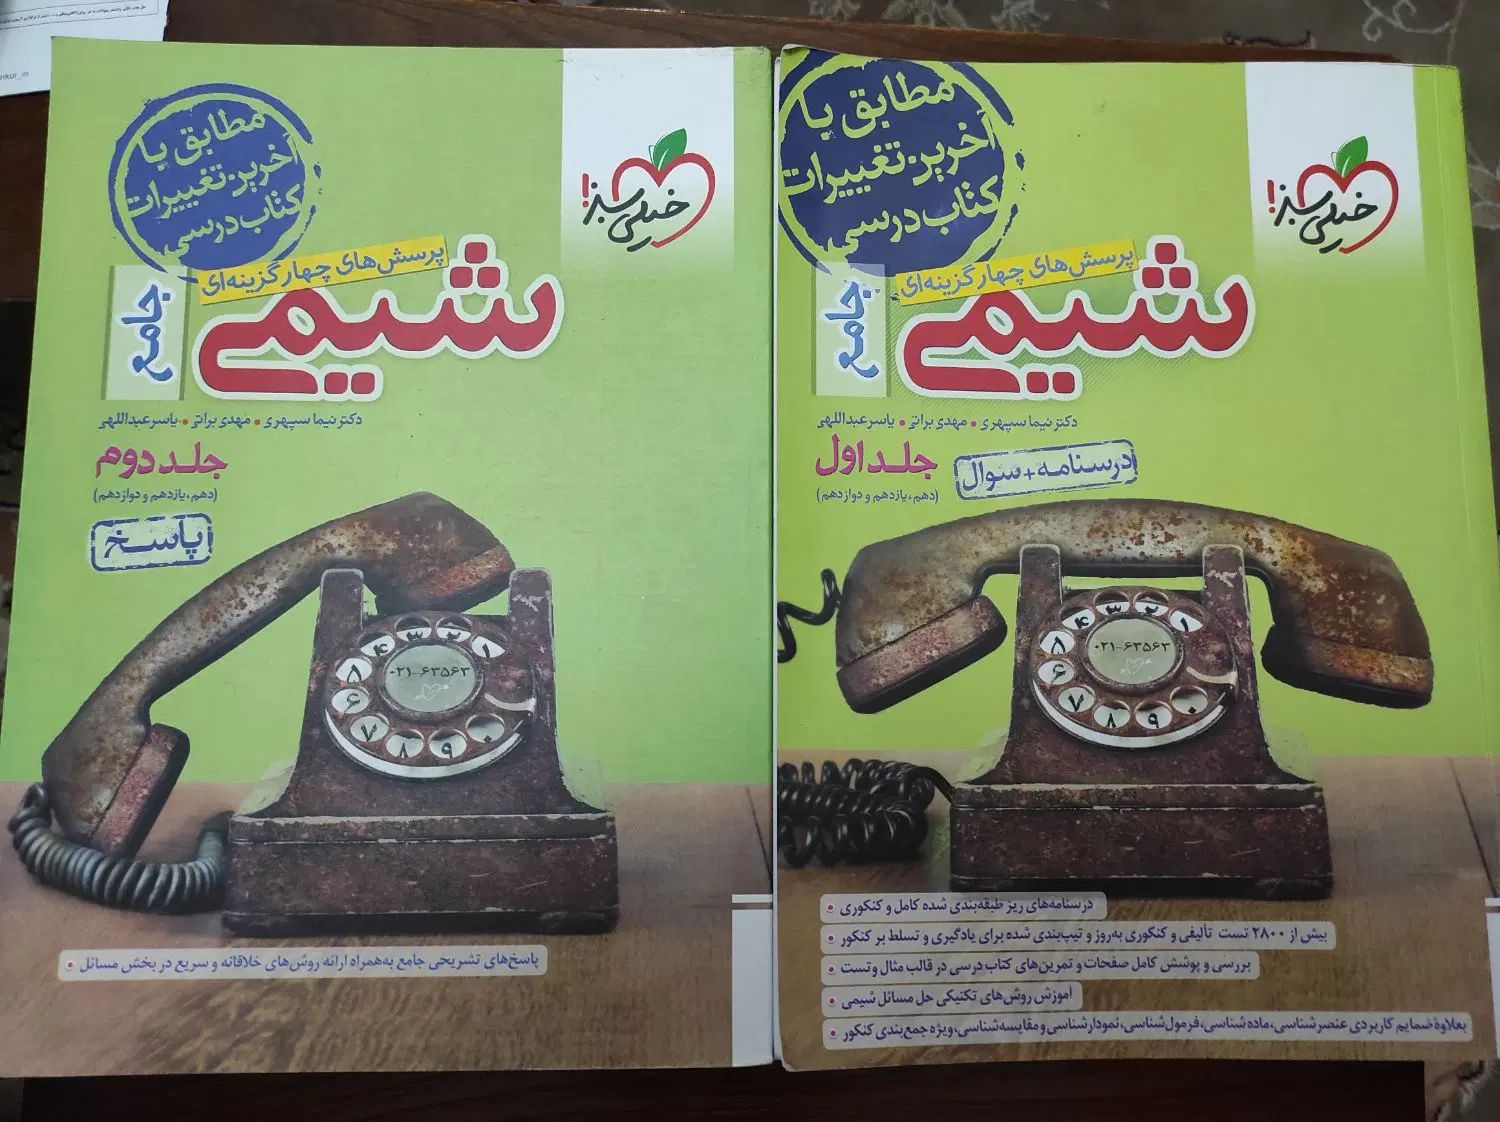 مطابق با
آخرین تغییرات
کتاب درسی
خیلی سبز!
پرسش‌های چهارگزینه‌ای
شیمی
جامع
دکتر نیما سپهری • مهدی براتی • یاسر عبداللهی
جلد اول
(دهم، یازدهم و دوازدهم)
درسنامه + سوال
۱
۲
۳
۴
۵
۶
۷
۸
۹
۰
۰۲۱-۶۳۵۶۳
درسنامه‌های ریز طبقه‌بندی شده کامل و کنکوری
بیش از ۲۸۰۰ تست تألیفی و کنکوری به‌روز و تیپ‌بندی شده برای یادگیری و تسلط بر کنکور
بررسی و پوشش کامل صفحات و تمرین‌های کتاب درسی در قالب مثال و تست
آموزش روش‌های تکنیکی حل مسائل شیمی
بعلاوهٔ ضمایم کاربردی عنصرشناسی، ماده‌شناسی، فرمول‌شناسی، نمودارشناسی و مقایسه‌شناسی، ویژه جمع‌بندی کنکور
مطابق با
آخرین تغییرات
کتاب درسی
خیلی سبز!
پرسش‌های چهارگزینه‌ای
شیمی
جامع
دکتر نیما سپهری • مهدی براتی • یاسر عبداللهی
جلد دوم
(دهم، یازدهم و دوازدهم)
پاسخ
۱
۲
۳
۴
۵
۶
۷
۸
۹
۰
۰۲۱-۶۳۵۶۳
پاسخ‌های تشریحی جامع به‌همراه ارائه روش‌های خلاقانه و سریع در بخش مسائل